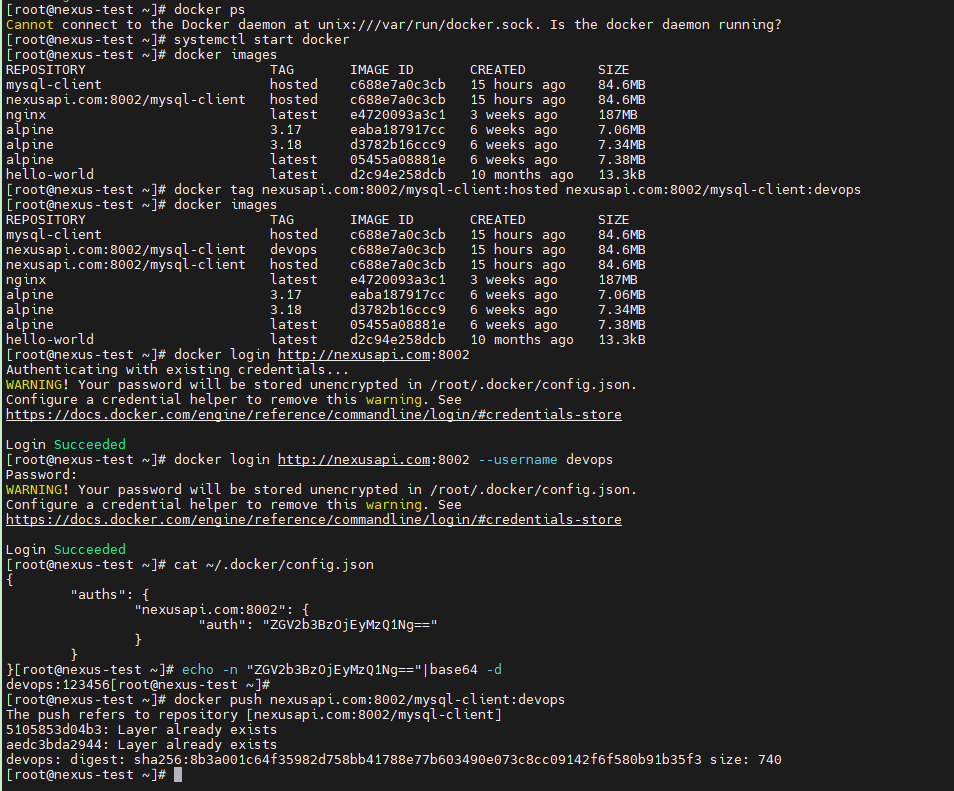 [root@nexus-test ~]# docker ps
Cannot connect to the Docker daemon at unix:///var/run/docker.sock. Is the docker daemon running?
[root@nexus-test ~]# systemctl start docker
[root@nexus-test ~]# docker images
REPOSITORY TAG IMAGE ID CREATED SIZE
mysql-client hosted c688e7a0c3cb 15 hours ago 84.6MB
nexusapi.com:8002/mysql-client hosted c688e7a0c3cb 15 hours ago 84.6MB
nginx latest e4720093a3c1 3 weeks ago 187MB
alpine 3.17 eaba187917cc 6 weeks ago 7.06MB
alpine 3.18 d3782b16ccc9 6 weeks ago 7.34MB
alpine latest 05455a08881e 6 weeks ago 7.38MB
hello-world latest d2c94e258dcb 10 months ago 13.3kB
[root@nexus-test ~]# docker tag nexusapi.com:8002/mysql-client:hosted nexusapi.com:8002/mysql-client:devops
[root@nexus-test ~]# docker images
REPOSITORY TAG IMAGE ID CREATED SIZE
mysql-client hosted c688e7a0c3cb 15 hours ago 84.6MB
nexusapi.com:8002/mysql-client devops c688e7a0c3cb 15 hours ago 84.6MB
nexusapi.com:8002/mysql-client hosted c688e7a0c3cb 15 hours ago 84.6MB
nginx latest e4720093a3c1 3 weeks ago 187MB
alpine 3.17 eaba187917cc 6 weeks ago 7.06MB
alpine 3.18 d3782b16ccc9 6 weeks ago 7.34MB
alpine latest 05455a08881e 6 weeks ago 7.38MB
hello-world latest d2c94e258dcb 10 months ago 13.3kB
[root@nexus-test ~]# docker login http://nexusapi.com:8002
Authenticating with existing credentials...
WARNING! Your password will be stored unencrypted in /root/.docker/config.json.
Configure a credential helper to remove this warning. See
https://docs.docker.com/engine/reference/commandline/login/#credentials-store
Login Succeeded
[root@nexus-test ~]# docker login http://nexusapi.com:8002 --username devops
Password:
WARNING! Your password will be stored unencrypted in /root/.docker/config.json.
Configure a credential helper to remove this warning. See
https://docs.docker.com/engine/reference/commandline/login/#credentials-store
Login Succeeded
[root@nexus-test ~]# cat ~/.docker/config.json
{
"auths": {
"nexusapi.com:8002": {
"auth": "ZGV2b3BzOjEyMzQ1Ng=="
}
}
}[root@nexus-test ~]# echo -n "ZGV2b3BzOjEyMzQ1Ng=="|base64 -d
devops:123456[root@nexus-test ~]#
[root@nexus-test ~]# docker push nexusapi.com:8002/mysql-client:devops
The push refers to repository [nexusapi.com:8002/mysql-client]
5105853d04b3: Layer already exists
aedc3bda2944: Layer already exists
devops: digest: sha256:8b3a001c64f35982d758bb41788e77b603490e073c8cc09142f6f580b91b35f3 size: 740
[root@nexus-test ~]#